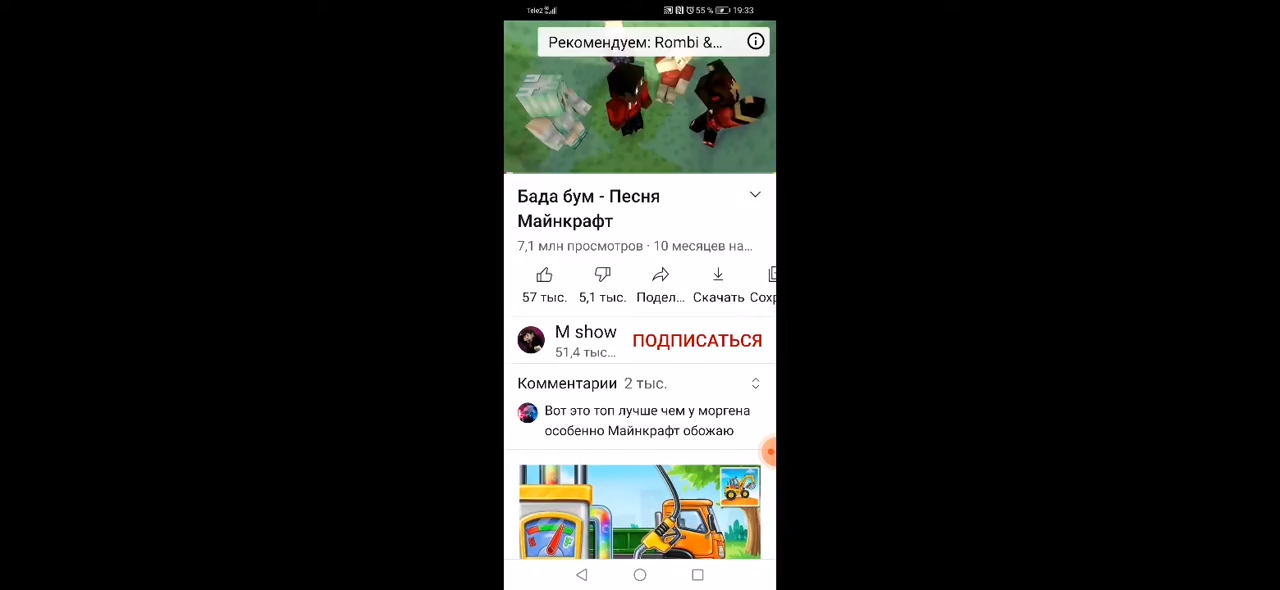 Tele2 55 % 19:33
Рекомендуем: Rombi &...
Бада бум - Песня
Майнкрафт
7,1 млн просмотров · 10 месяцев на...
57 тыс. 5,1 тыс. Подел... Скачать Сохр
M show
51,4 тыс...
ПОДПИСАТЬСЯ
Комментарии 2 тыс.
Вот это топ лучше чем у моргена
особенно Майнкрафт обожаю